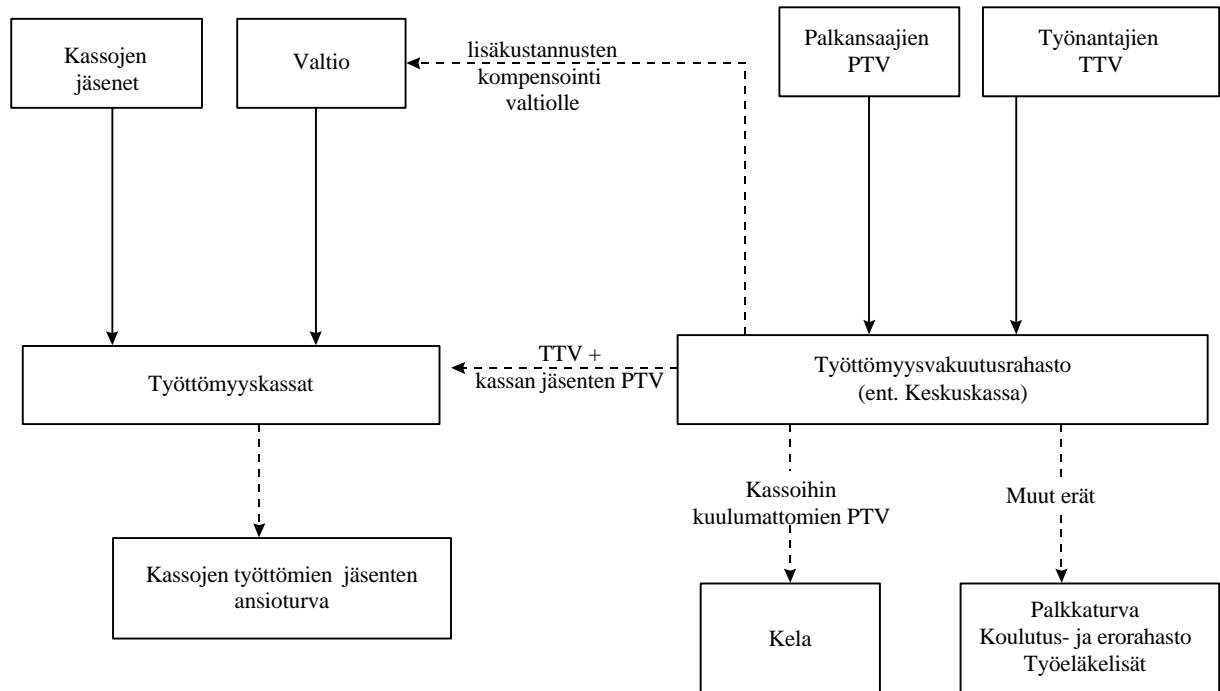 Kassojen
jäsenet
Valtio
lisäkustannusten
kompensointi
valtiolle
Palkansaajien
PTV
Työnantajien
TTV
Työttömyyskassat
TTV +
kassan jäsenten PTV
Työttömyysvakuutusrahasto
(ent. Keskuskassa)
Kassoihin
kuulumattomien PTV
Muut erät
Kassojen työttömien jäsenten
ansioturva
Kela
Palkkaturva
Koulutus- ja erorahasto
Työeläkelisät